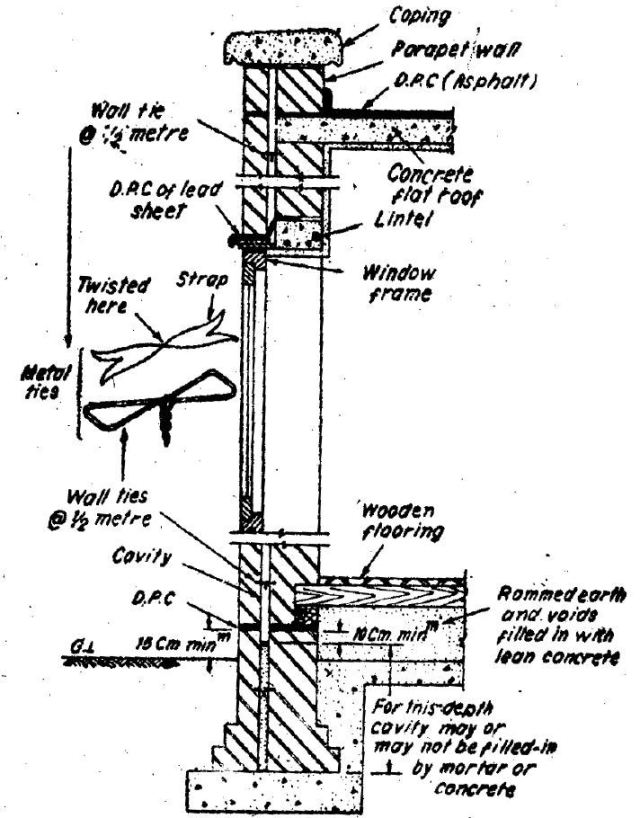 Coping
Parapet wall
D.P.C (Asphalt)
Wall tie
@ ½ metre
Concrete
flat roof
D.P.C of lead
sheet
Lintel
Window
frame
Strap
Twisted
here
Metal
ties
Wall ties
@ ½ metre
Wooden
flooring
Cavity
D.P.C
Rammed earth
and voids
filled in with
lean concrete
G.L
15 Cm min^m
10 Cm min^m
For this depth
cavity may or
may not be filled-in
by mortar or
concrete